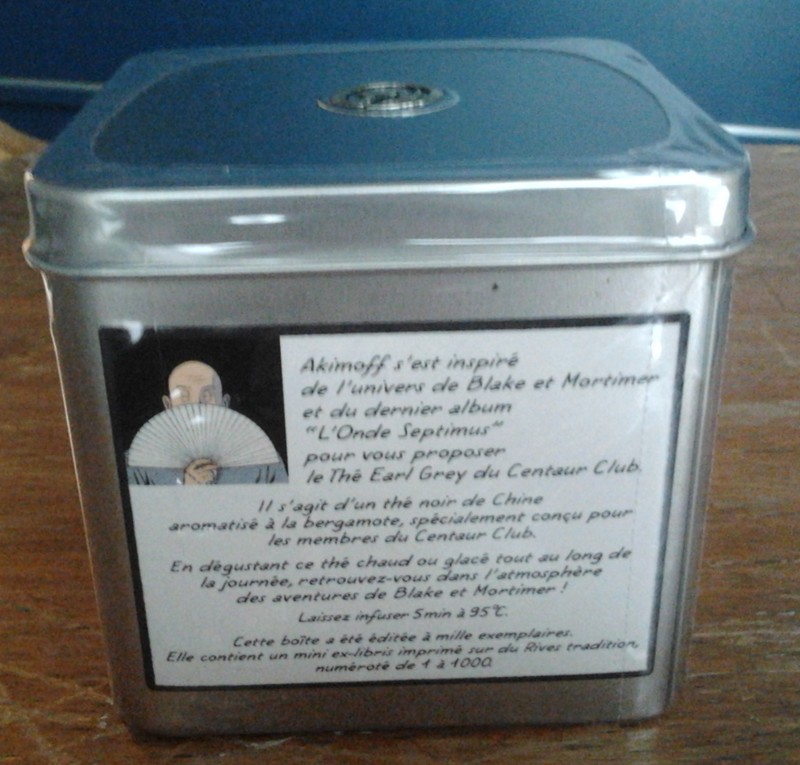 Akimoff s'est inspiré
de l'univers de Blake et Mortimer
et du dernier album
"L'Onde Septimus"
pour vous proposer
le Thé Earl Grey du Centaur Club.
Il s'agit d'un thé noir de Chine
aromatisé à la bergamote, spécialement conçu pour
les membres du Centaur Club.
En dégustant ce thé chaud ou glacé tout au long de
la journée, retrouvez-vous dans l'atmosphère
des aventures de Blake et Mortimer !
Laissez infuser 5min à 95°C.
Cette boîte a été éditée à mille exemplaires.
Elle contient un mini ex-libris imprimé sur du Rives tradition,
numéroté de 1 à 1000.